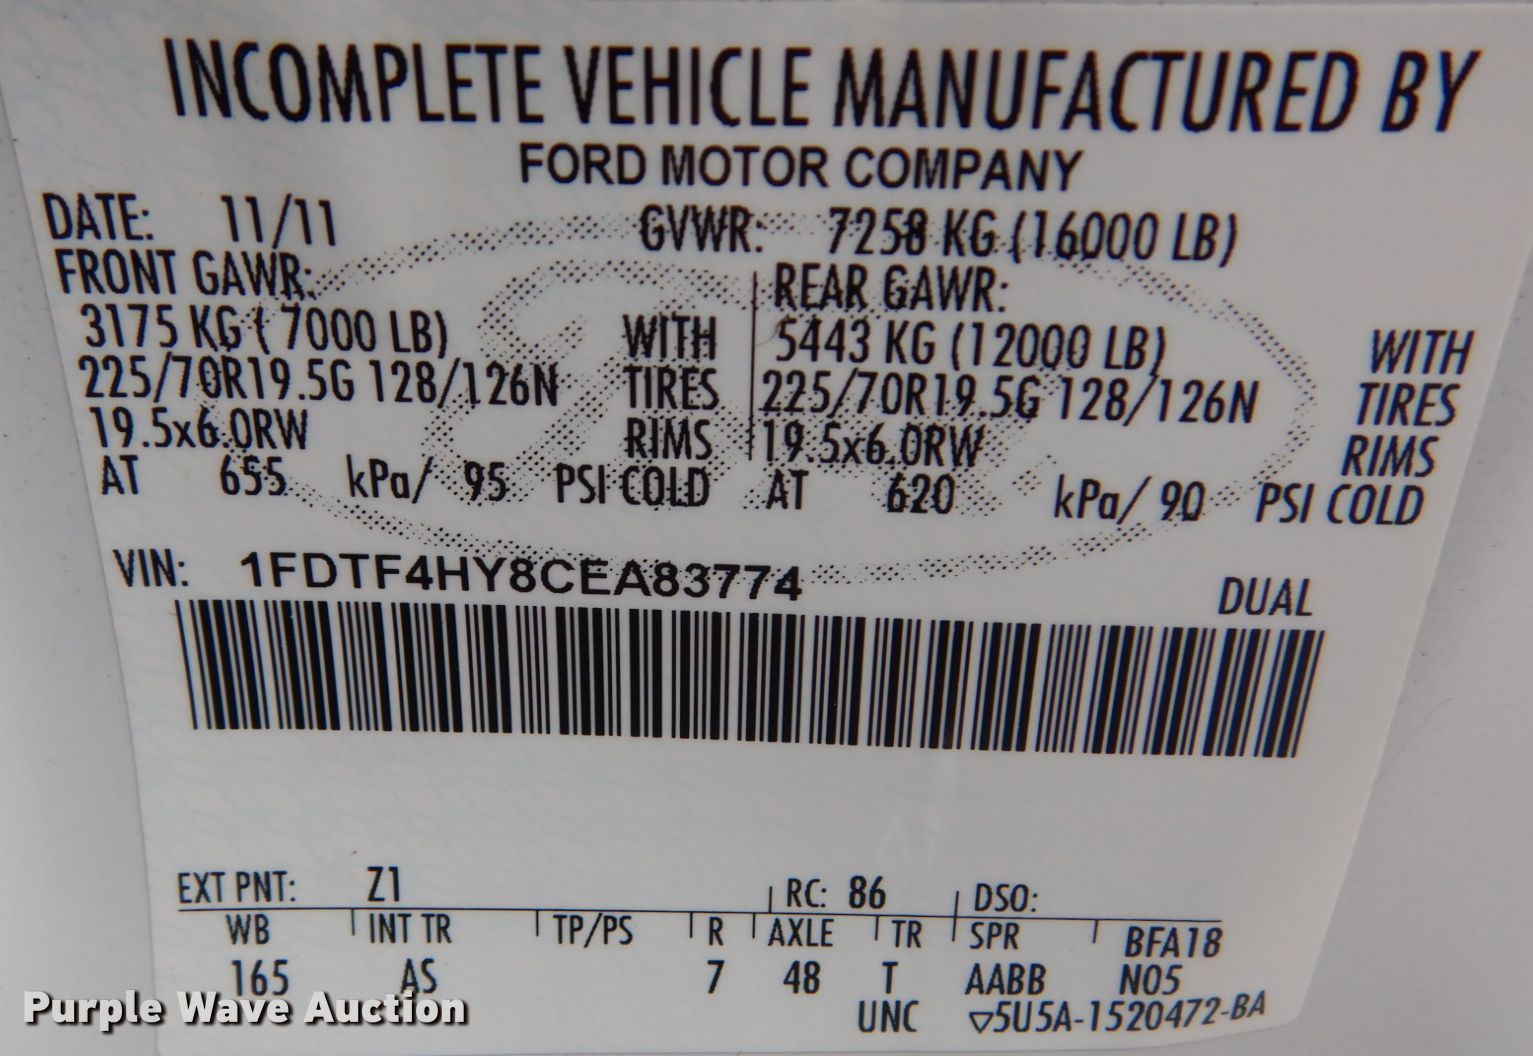 INCOMPLETE VEHICLE MANUFACTURED BY
FORD MOTOR COMPANY
DATE: 11/11 GVWR: 7258 KG (16000 LB)
FRONT GAWR: REAR GAWR:
3175 KG ( 7000 LB) WITH 5443 KG (12000 LB) WITH
225/70R19.5G 128/126N TIRES 225/70R19.5G 128/126N TIRES
19.5x6.0RW RIMS 19.5x6.0RW RIMS
AT 655 kPa/ 95 PSI COLD AT 620 kPa/ 90 PSI COLD
VIN: 1FDTF4HY8CEA83774
DUAL
EXT PNT: Z1 RC: 86 DSO:
WB INT TR TP/PS R AXLE TR SPR BFA18
165 AS 7 48 T AABB N05
UNC ▽5U5A-1520472-BA
Purple Wave Auction